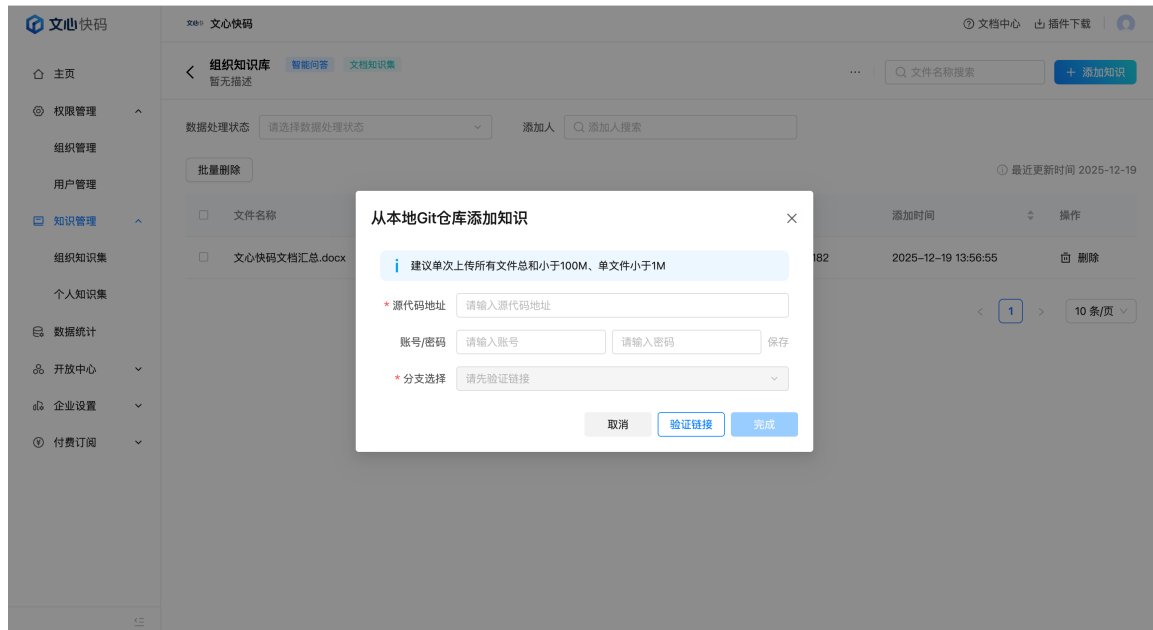 文心快码
文心快码 文心快码
文档中心 插件下载
主页
权限管理
组织管理
用户管理
知识管理
组织知识集
个人知识集
数据统计
开放中心
企业设置
付费订阅
组织知识库 智能问答 文档知识集
暂无描述
... 文件名称搜索 + 添加知识
数据处理状态 请选择数据处理状态 添加人 添加人搜索
批量删除 最近更新时间 2025-12-19
文件名称 添加时间 操作
文心快码文档汇总.docx 182 2025-12-19 13:56:55 删除
< 1 > 10 条/页
从本地Git仓库添加知识
建议单次上传所有文件总和小于100M、单文件小于1M
* 源代码地址 请输入源代码地址
账号/密码 请输入账号 请输入密码 保存
* 分支选择 请先验证链接
取消 验证链接 完成